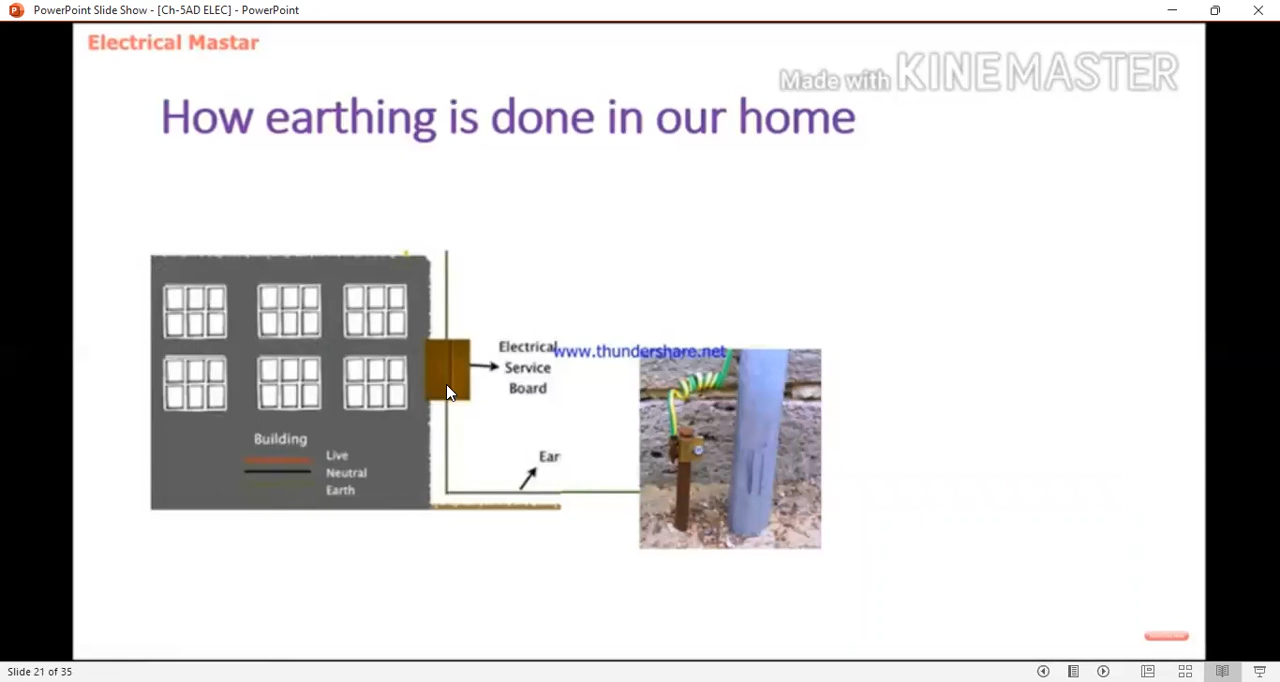 PowerPoint Slide Show - [Ch-5AD ELEC] - PowerPoint
Electrical Mastar
Made with KINEMASTER
How earthing is done in our home
Electrical
Service
Board
www.thundershare.net
Building
Live
Neutral
Earth
Ear
Slide 21 of 35